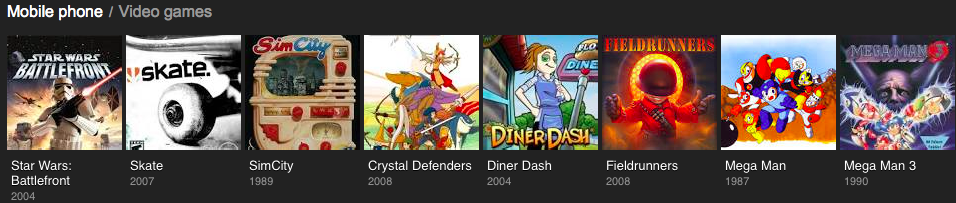 Mobile phone / Video games
STAR WARS
BATTLEFRONT
skate.
SimCity
FLO
DINE
DINER DASH
FIELDRUNNERS
MEGA MAN 3
Star Wars:
Battlefront
2004
Skate
2007
SimCity
1989
Crystal Defenders
2008
Diner Dash
2004
Fieldrunners
2008
Mega Man
1987
Mega Man 3
1990